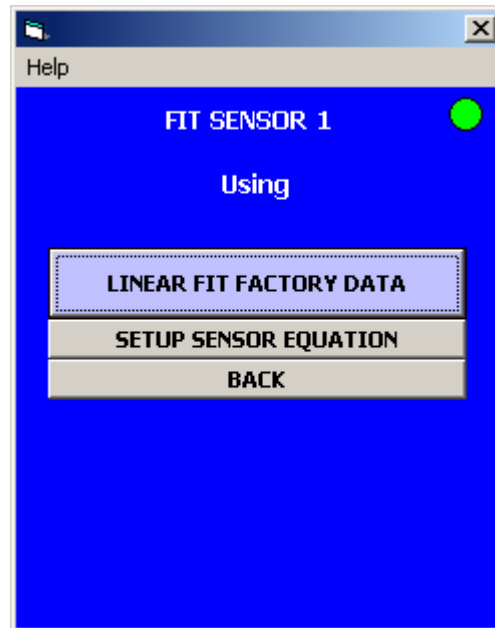 Help
FIT SENSOR 1
Using
LINEAR FIT FACTORY DATA
SETUP SENSOR EQUATION
BACK